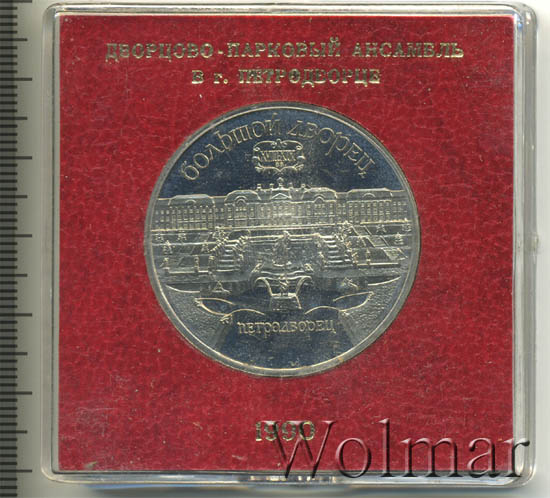 ДВОРЦОВО-ПАРКОВЫЙ АНСАМБЛЬ
В г. ПЕТРОДВОРЦЕ
БОЛЬШОЙ ДВОРЕЦ
ПЕТРОДВОРЕЦ
1990
Wolmar